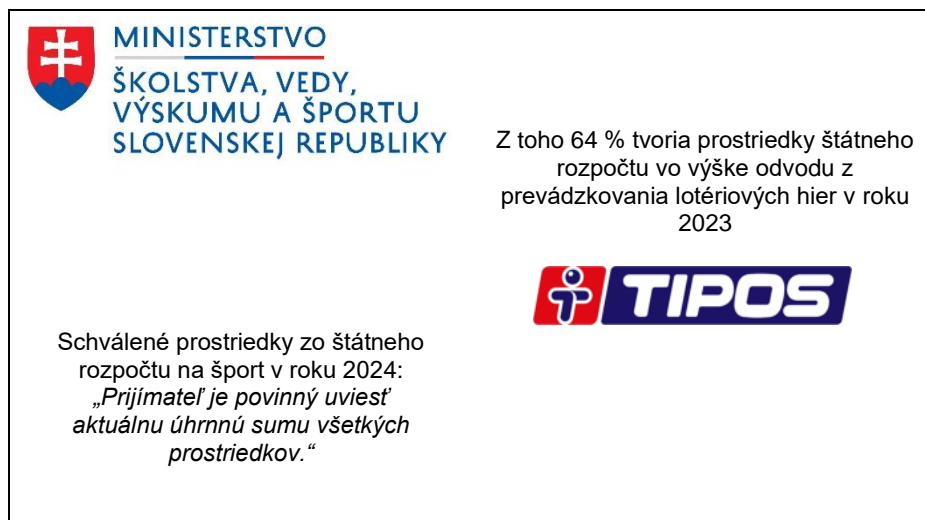 MINISTERSTVO
ŠKOLSTVA, VEDY,
VÝSKUMU A ŠPORTU
SLOVENSKEJ REPUBLIKY
Z toho 64 % tvoria prostriedky štátneho
rozpočtu vo výške odvodu z
prevádzkovania lotériových hier v roku
2023
TIPOS
Schválené prostriedky zo štátneho
rozpočtu na šport v roku 2024:
„Prijímateľ je povinný uviesť
aktuálnu úhrnnú sumu všetkých
prostriedkov.“